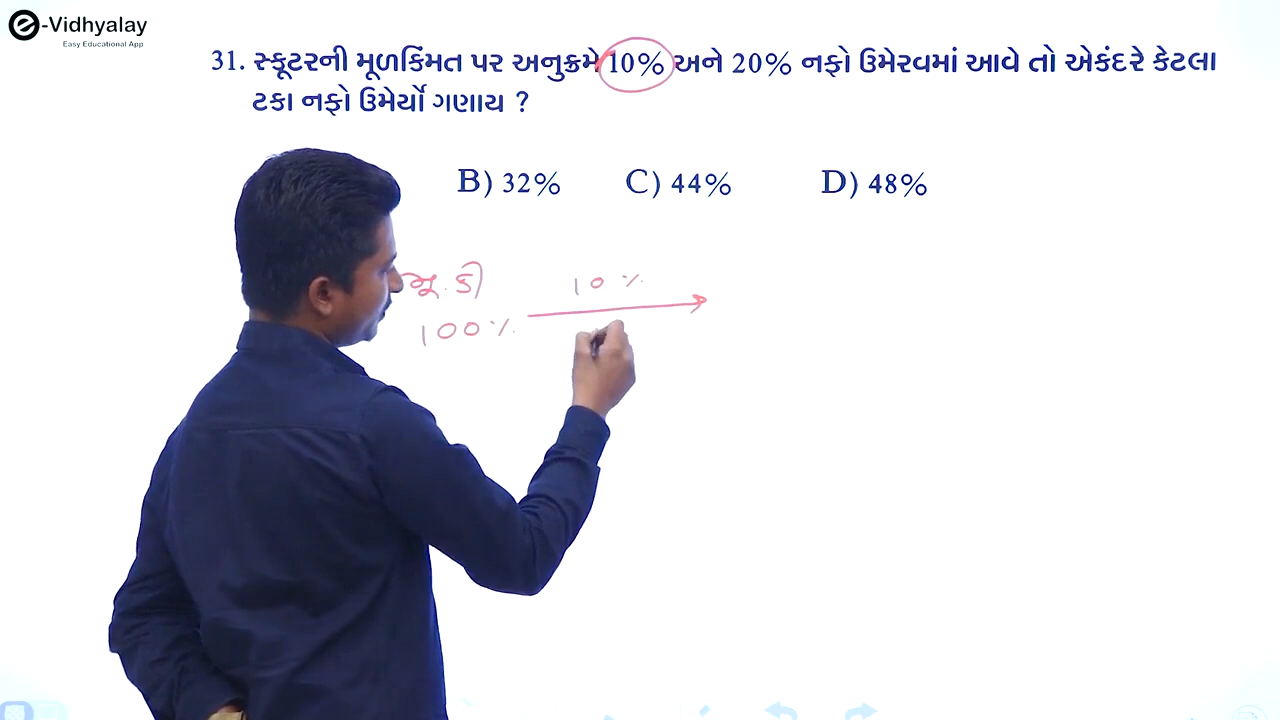 e-Vidhyalay
Easy Educational App
31. સ્કૂટરની મૂળકિંમત પર અનુક્રમે 10% અને 20% નફો ઉમેરવમાં આવે તો એકંદરે કેટલા
ટકા નફો ઉમેર્યો ગણાય ?
B) 32% C) 44% D) 48%
મૂ. કી 10 %
100 %